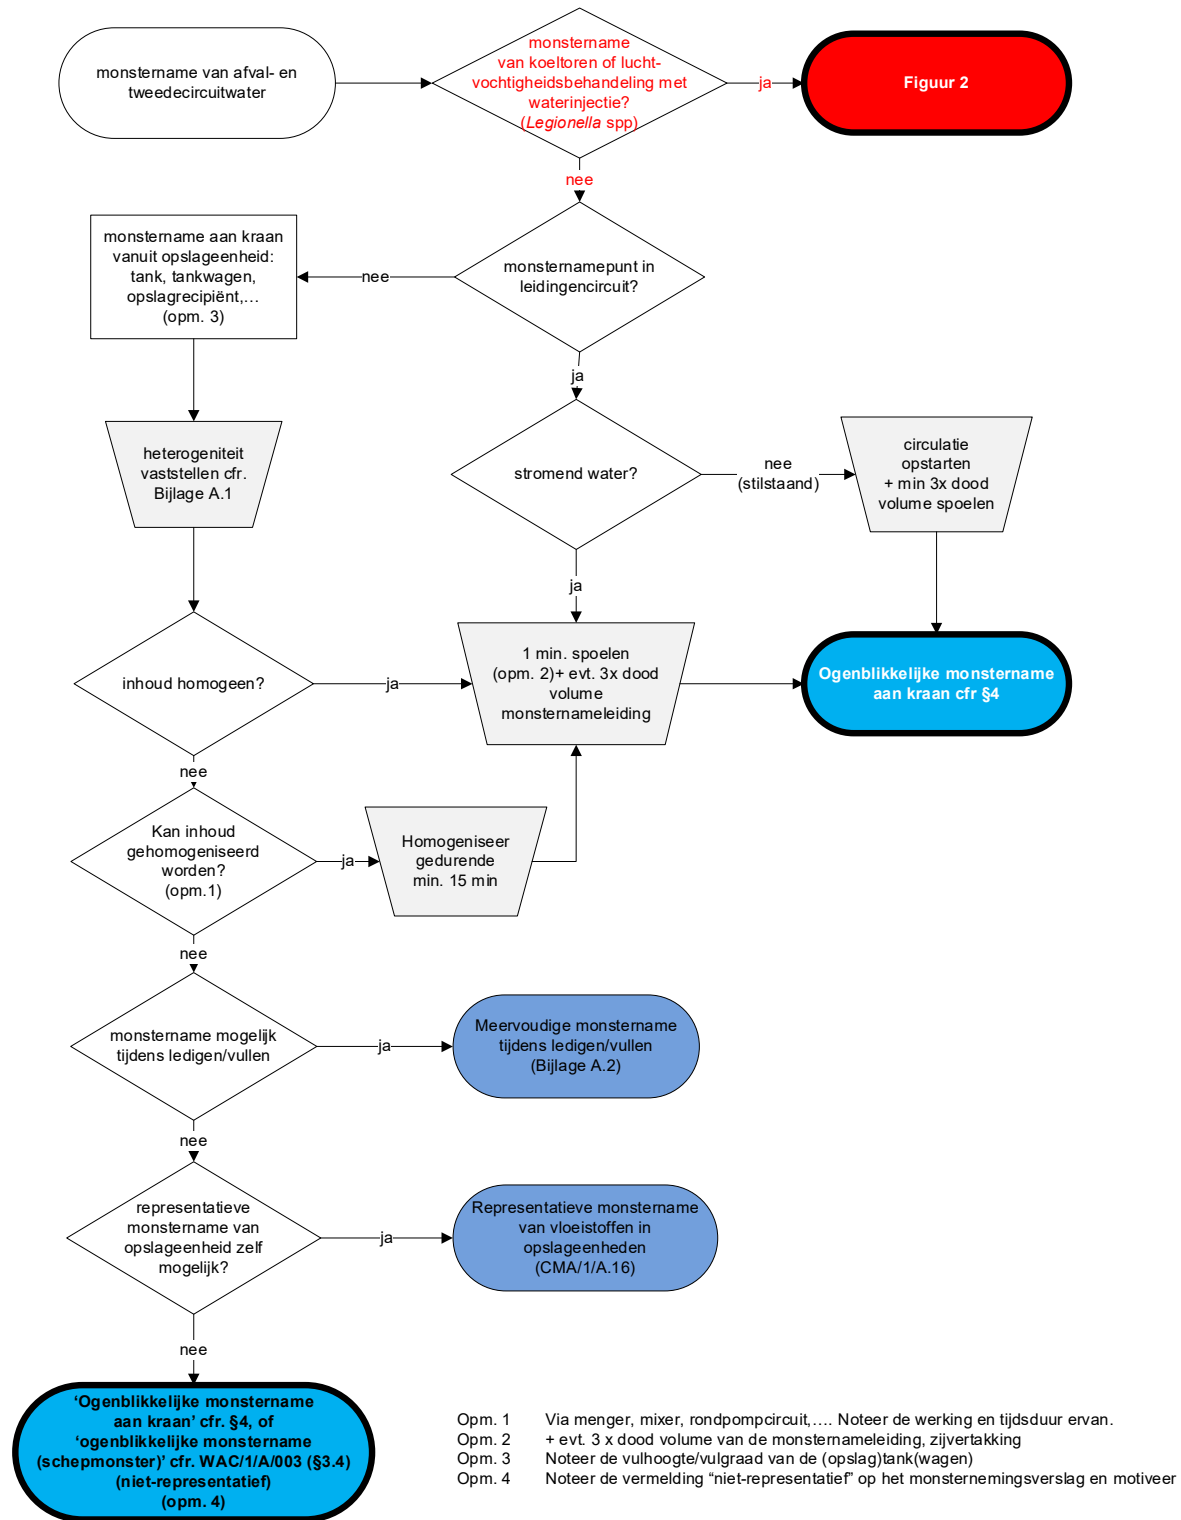 monstername van afval- en
tweedecircuitwater
monstername
van koeltoren of lucht-
vochtigheidsbehandeling met
waterinjectie?
(Legionella spp)
ja
Figuur 2
nee
monstername aan kraan
vanuit opslageenheid:
tank, tankwagen,
opslagrecipiënt,…
(opm. 3)
nee
monsternamepunt in
leidingencircuit?
ja
heterogeniteit
vaststellen cfr.
Bijlage A.1
stromend water?
nee
(stilstaand)
circulatie
opstarten
+ min 3x dood
volume spoelen
ja
inhoud homogeen?
ja
1 min. spoelen
(opm. 2)+ evt. 3x dood
volume
monsternameleiding
Ogenblikkelijke monstername
aan kraan cfr §4
nee
Kan inhoud
gehomogeniseerd
worden?
(opm.1)
ja
Homogeniseer
gedurende
min. 15 min
nee
monstername mogelijk
tijdens ledigen/vullen
ja
Meervoudige monstername
tijdens ledigen/vullen
(Bijlage A.2)
nee
representatieve
monstername van
opslageenheid zelf
mogelijk?
ja
Representatieve monstername
van vloeistoffen in
opslageenheden
(CMA/1/A.16)
nee
‘Ogenblikkelijke monstername
aan kraan’ cfr. §4, of
‘ogenblikkelijke monstername
(schepmonster)’ cfr. WAC/1/A/003 (§3.4)
(niet-representatief)
(opm. 4)
Opm. 1 Via menger, mixer, rondpompcircuit,…. Noteer de werking en tijdsduur ervan.
Opm. 2 + evt. 3 x dood volume van de monsternameleiding, zijvertakking
Opm. 3 Noteer de vulhoogte/vulgraad van de (opslag)tank(wagen)
Opm. 4 Noteer de vermelding “niet-representatief” op het monsternemingsverslag en motiveer